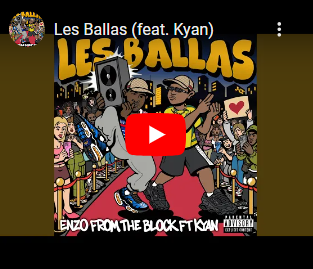 Les Ballas (feat. Kyan)
LES BALLAS
ENZO FROM THE BLOCK FT KYAN
PARENTAL
ADVISORY
EXPLICIT CONTENT